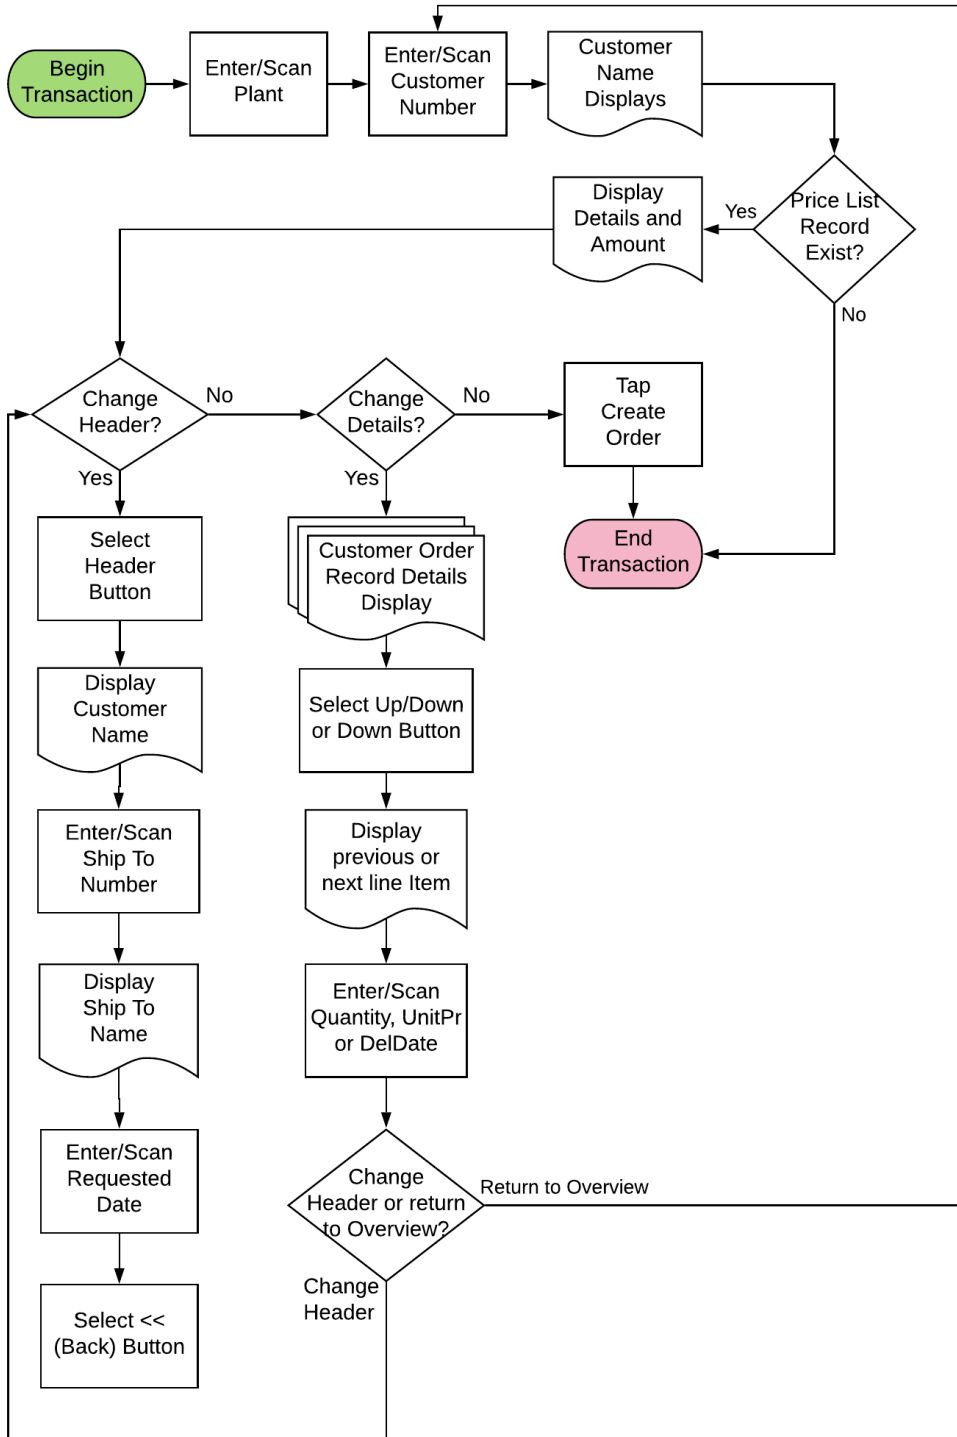 Begin
Transaction
Enter/Scan
Plant
Enter/Scan
Customer
Number
Customer
Name
Displays
Price List
Record
Exist?
Yes
No
Display
Details and
Amount
Change
Header?
No
Yes
Change
Details?
No
Yes
Tap
Create
Order
End
Transaction
Select
Header
Button
Display
Customer
Name
Enter/Scan
Ship To
Number
Display
Ship To
Name
Enter/Scan
Requested
Date
Select <<
(Back) Button
Customer Order
Record Details
Display
Select Up/Down
or Down Button
Display
previous or
next line Item
Enter/Scan
Quantity, UnitPr
or DelDate
Change
Header or return
to Overview?
Return to Overview
Change
Header